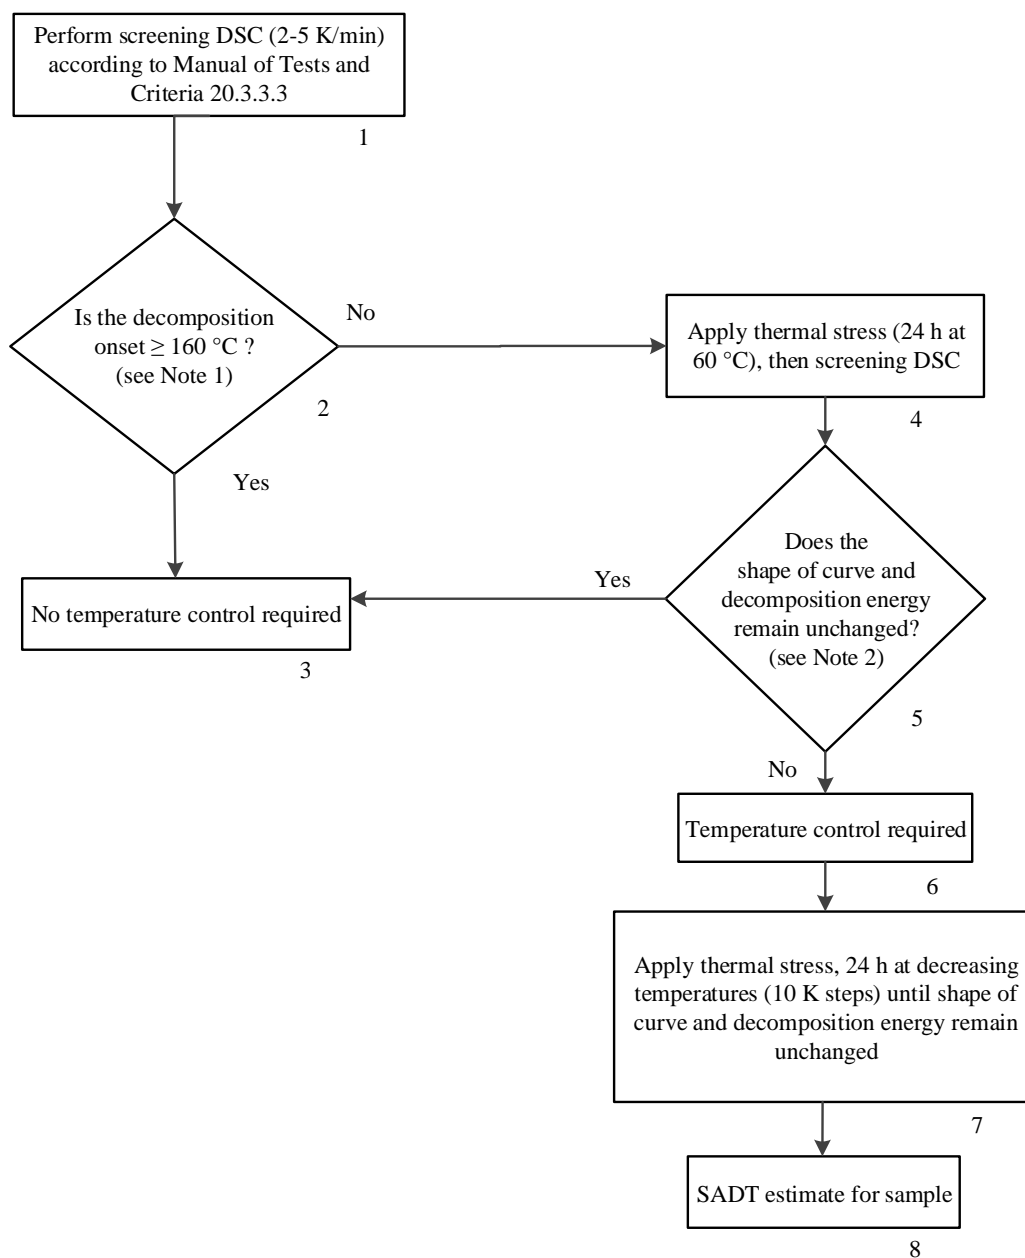 Perform screening DSC (2-5 K/min)
according to Manual of Tests and
Criteria 20.3.3.3
1
Is the decomposition
onset ≥ 160 °C ?
(see Note 1)
2
No
Yes
Apply thermal stress (24 h at
60 °C), then screening DSC
4
No temperature control required
3
Does the
shape of curve and
decomposition energy
remain unchanged?
(see Note 2)
5
Yes
No
Temperature control required
6
Apply thermal stress, 24 h at decreasing
temperatures (10 K steps) until shape of
curve and decomposition energy remain
unchanged
7
SADT estimate for sample
8